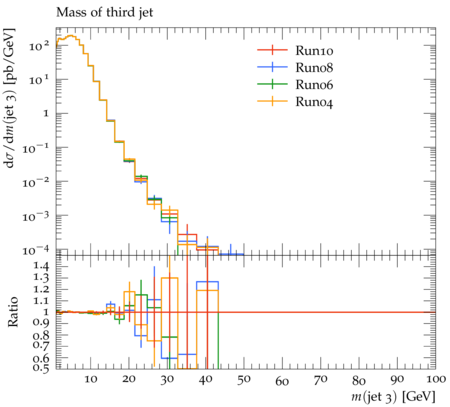 Mass of third jet
dσ/dm(jet 3) [pb/GeV]
10^2
10^1
1
10^−1
10^−2
10^−3
10^−4
Run10
Run08
Run06
Run04
Ratio
1.4
1.3
1.2
1.1
1
0.9
0.8
0.7
0.6
0.5
10 20 30 40 50 60 70 80 90 100
m(jet 3) [GeV]